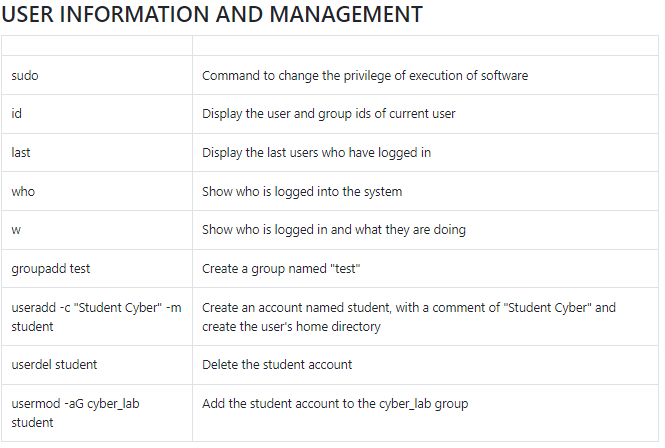 USER INFORMATION AND MANAGEMENT
sudo Command to change the privilege of execution of software
id Display the user and group ids of current user
last Display the last users who have logged in
who Show who is logged into the system
w Show who is logged in and what they are doing
groupadd test Create a group named "test"
useradd -c "Student Cyber" -m Create an account named student, with a comment of "Student Cyber" and
student create the user's home directory
userdel student Delete the student account
usermod -aG cyber_lab Add the student account to the cyber_lab group
student